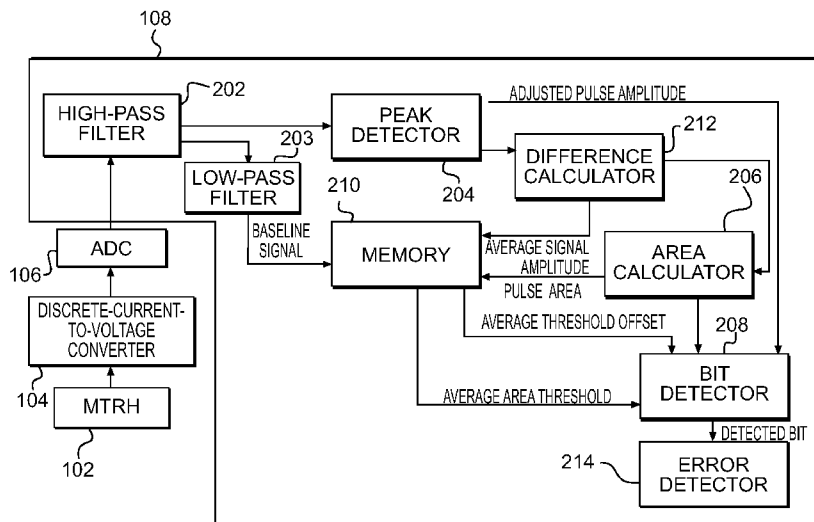 108
202
HIGH-PASS
FILTER
203
LOW-PASS
FILTER
BASELINE
SIGNAL
PEAK
DETECTOR
204
ADJUSTED PULSE AMPLITUDE
212
DIFFERENCE
CALCULATOR
210
MEMORY
AVERAGE SIGNAL
AMPLITUDE
PULSE AREA
206
AREA
CALCULATOR
ADC
106
DISCRETE-CURRENT-
TO-VOLTAGE
CONVERTER
104
MTRH
102
AVERAGE THRESHOLD OFFSET
AVERAGE AREA THRESHOLD
208
BIT
DETECTOR
DETECTED BIT
214
ERROR
DETECTOR